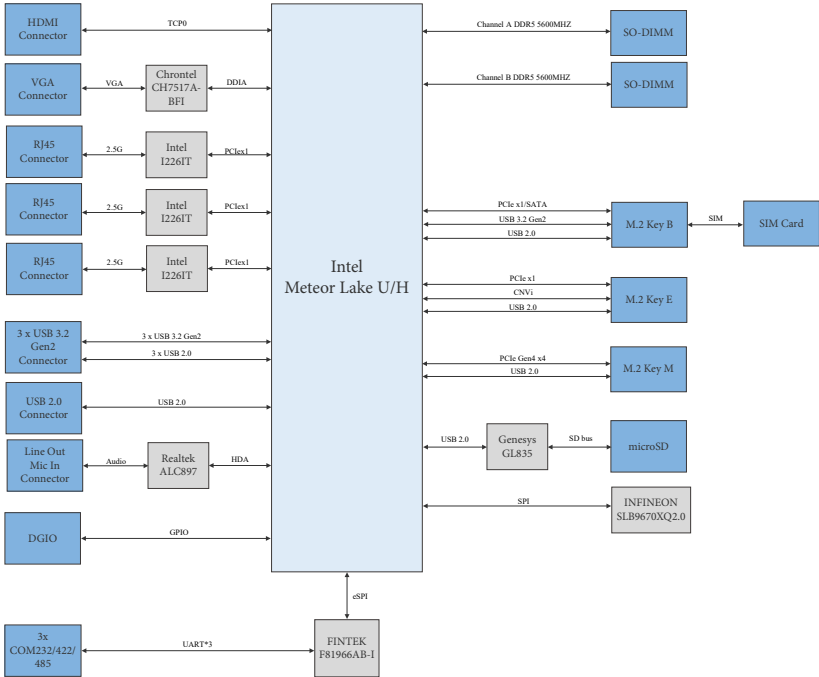 HDMI
Connector
TCP0
VGA
Connector
VGA
Chrontel
CH7517A-
BFI
DDIA
RJ45
Connector
2.5G
Intel
I226IT
PCIex1
RJ45
Connector
2.5G
Intel
I226IT
PCIex1
RJ45
Connector
2.5G
Intel
I226IT
PCIex1
3 x USB 3.2
Gen2
Connector
3 x USB 3.2 Gen2
3 x USB 2.0
USB 2.0
Connector
USB 2.0
Line Out
Mic In
Connector
Audio
Realtek
ALC897
HDA
DGIO
GPIO
3x
COM232/422/
485
UART*3
FINTEK
F81966AB-I
eSPI
Intel
Meteor Lake U/H
Channel A DDR5 5600MHZ
SO-DIMM
Channel B DDR5 5600MHZ
SO-DIMM
PCIe x1/SATA
USB 3.2 Gen2
USB 2.0
M.2 Key B
SIM
SIM Card
PCIe x1
CNVi
USB 2.0
M.2 Key E
PCIe Gen4 x4
USB 2.0
M.2 Key M
USB 2.0
Genesys
GL835
SD bus
microSD
SPI
INFINEON
SLB9670XQ2.0